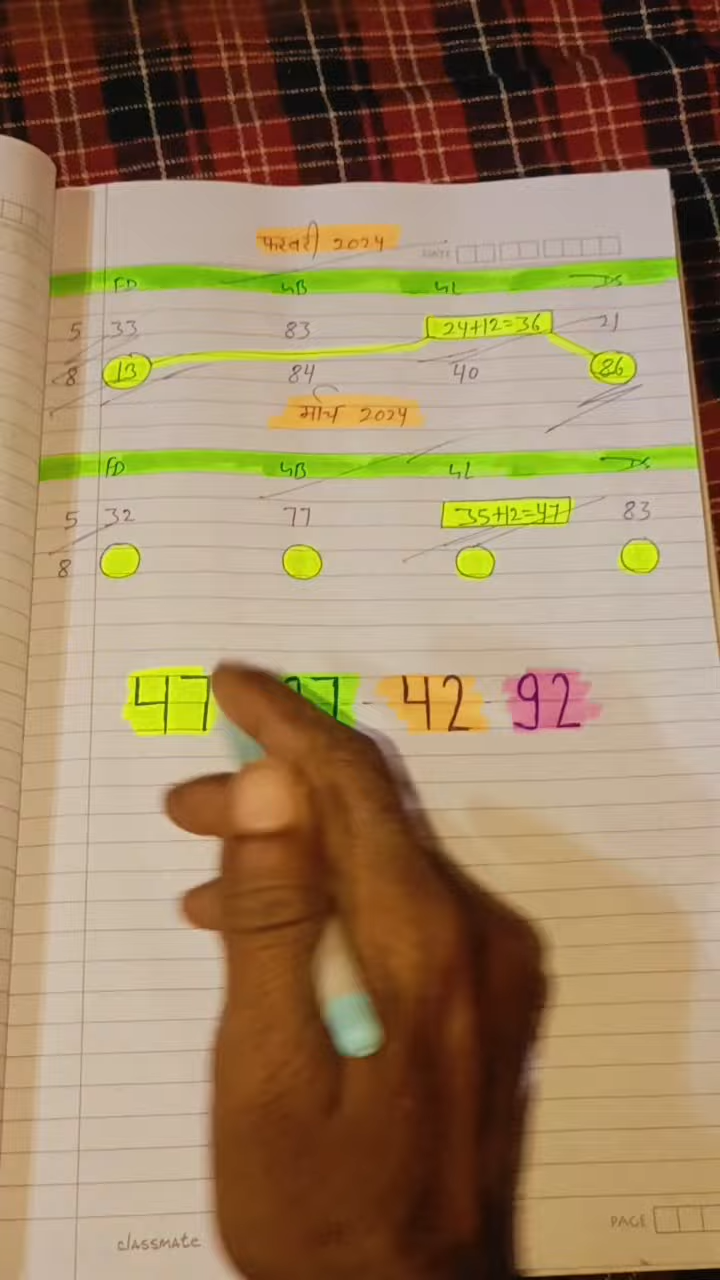 फरवरी 2024
DATE
FD GB GL DS
5 33 83 24+12=36 21
8 13 84 40 86
मार्च 2024
FD GB GL DS
5 32 77 35+12=47 83
8
47 42 92
classmate
PAGE